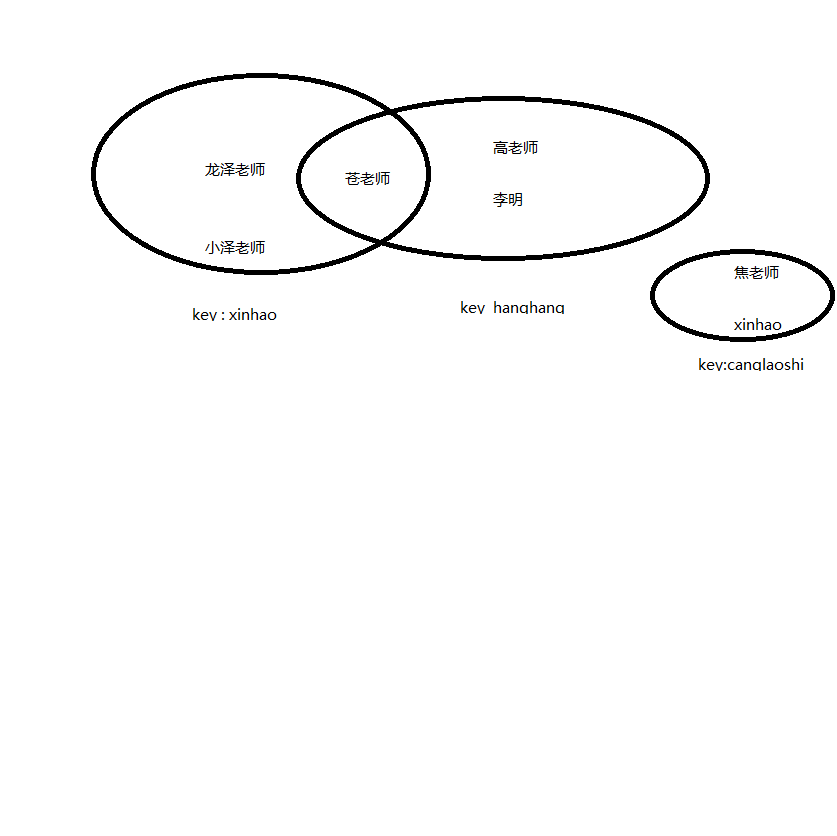 龙泽老师
小泽老师
苍老师
高老师
李明
焦老师
xinhao
key : xinhao
key hanghang
key:canglaoshi